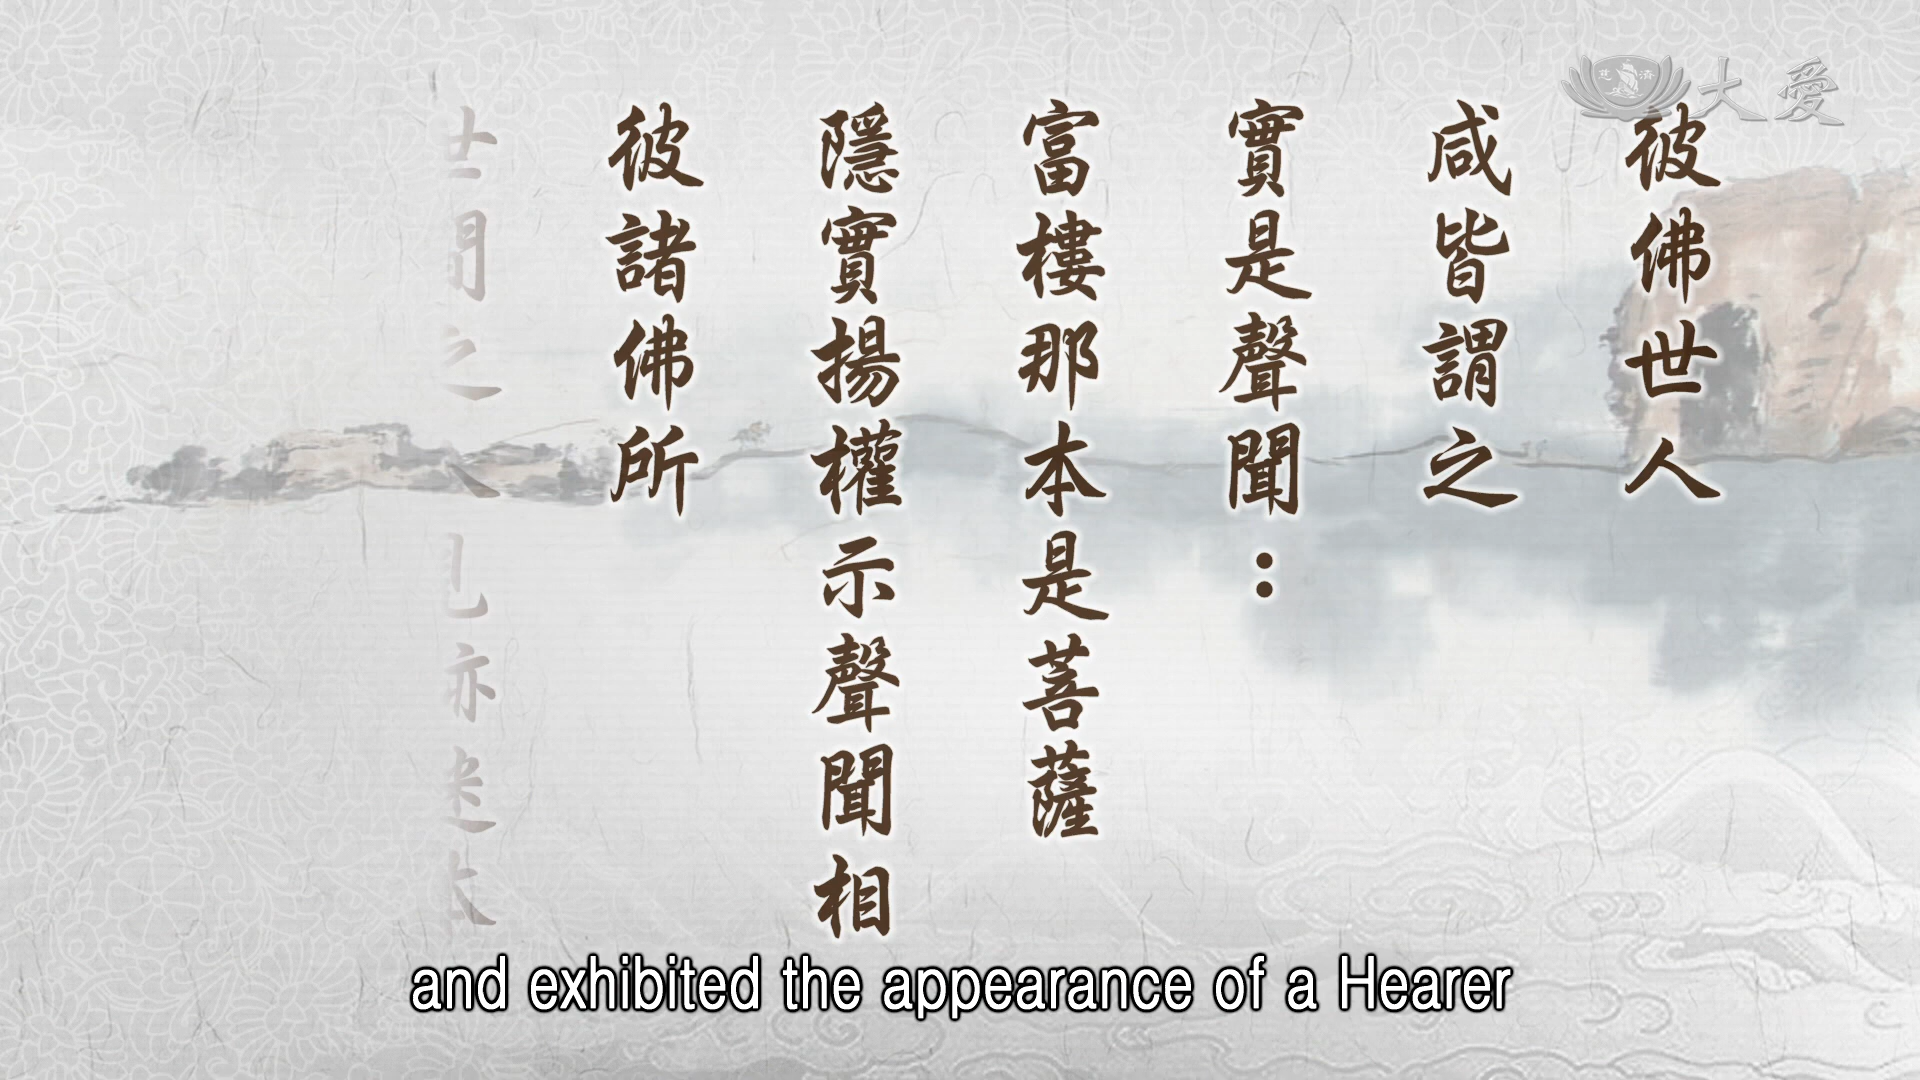 彼佛世人
咸皆謂之
實是聲聞：
富樓那本是菩薩
隱實揚權示聲聞相
彼諸佛所
慈濟
大愛
and exhibited the appearance of a Hearer